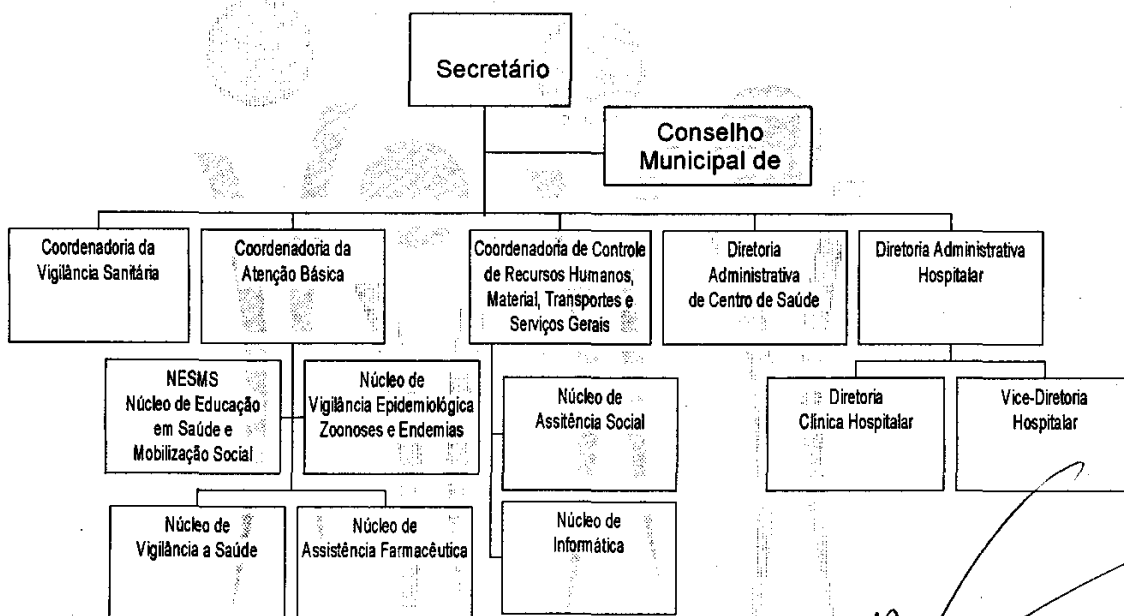 Secretário
Conselho
Municipal de
Coordenadoria da
Vigilância Sanitária
Coordenadoria da
Atenção Básica
Coordenadoria de Controle
de Recursos Humanos,
Material, Transportes e
Serviços Gerais
Diretoria
Administrativa
de Centro de Saúde
Diretoria Administrativa
Hospitalar
NESMS
Núcleo de Educação
em Saúde e
Mobilização Social
Núcleo de
Vigilância Epidemiológica
Zoonoses e Endemias
Núcleo de
Assitência Social
Diretoria
Clínica Hospitalar
Vice-Diretoria
Hospitalar
Núcleo de
Vigilância a Saúde
Núcleo de
Assistência Farmacêutica
Núcleo de
Informática